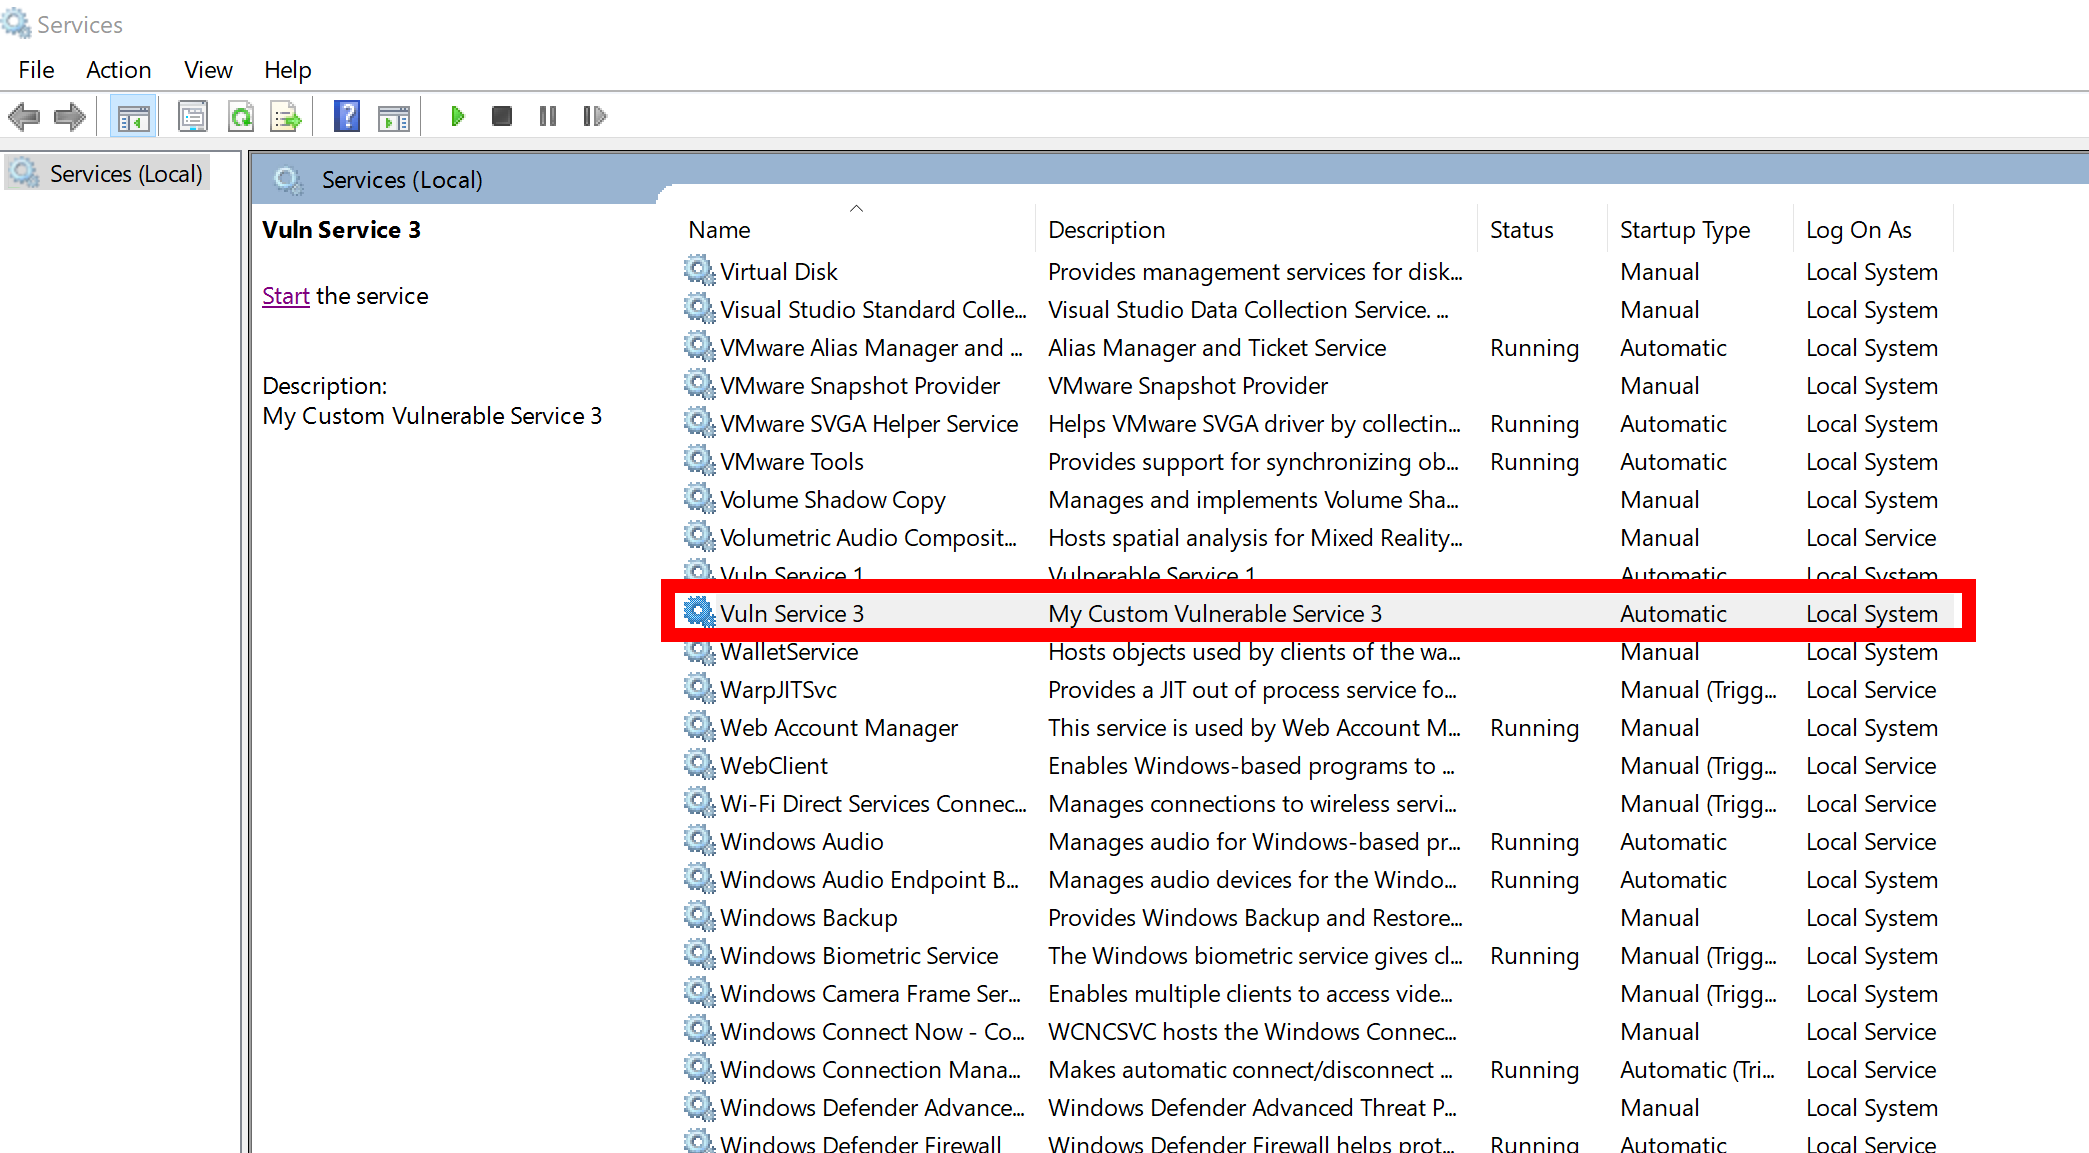 Services
File Action View Help
Services (Local)
Services (Local)
Vuln Service 3
Start the service
Description:
My Custom Vulnerable Service 3
Name Description Status Startup Type Log On As
Virtual Disk Provides management services for disk... Manual Local System
Visual Studio Standard Colle... Visual Studio Data Collection Service. ... Manual Local System
VMware Alias Manager and ... Alias Manager and Ticket Service Running Automatic Local System
VMware Snapshot Provider VMware Snapshot Provider Manual Local System
VMware SVGA Helper Service Helps VMware SVGA driver by collectin... Running Automatic Local System
VMware Tools Provides support for synchronizing ob... Running Automatic Local System
Volume Shadow Copy Manages and implements Volume Sha... Manual Local System
Volumetric Audio Composit... Hosts spatial analysis for Mixed Reality... Manual Local Service
Vuln Service 1 Vulnerable Service 1 Automatic Local System
Vuln Service 3 My Custom Vulnerable Service 3 Automatic Local System
WalletService Hosts objects used by clients of the wa... Manual Local System
WarpJITSvc Provides a JIT out of process service fo... Manual (Trigg... Local Service
Web Account Manager This service is used by Web Account M... Running Manual Local System
WebClient Enables Windows-based programs to ... Manual (Trigg... Local Service
Wi-Fi Direct Services Connec... Manages connections to wireless servi... Manual (Trigg... Local Service
Windows Audio Manages audio for Windows-based pr... Running Automatic Local Service
Windows Audio Endpoint B... Manages audio devices for the Windo... Running Automatic Local System
Windows Backup Provides Windows Backup and Restore... Manual Local System
Windows Biometric Service The Windows biometric service gives cl... Running Manual (Trigg... Local System
Windows Camera Frame Ser... Enables multiple clients to access vide... Manual (Trigg... Local System
Windows Connect Now - Co... WCNCSVC hosts the Windows Connec... Manual Local Service
Windows Connection Mana... Makes automatic connect/disconnect ... Running Automatic (Tri... Local Service
Windows Defender Advance... Windows Defender Advanced Threat P... Manual Local System
Windows Defender Firewall Windows Defender Firewall helps prot... Running Automatic Local Service